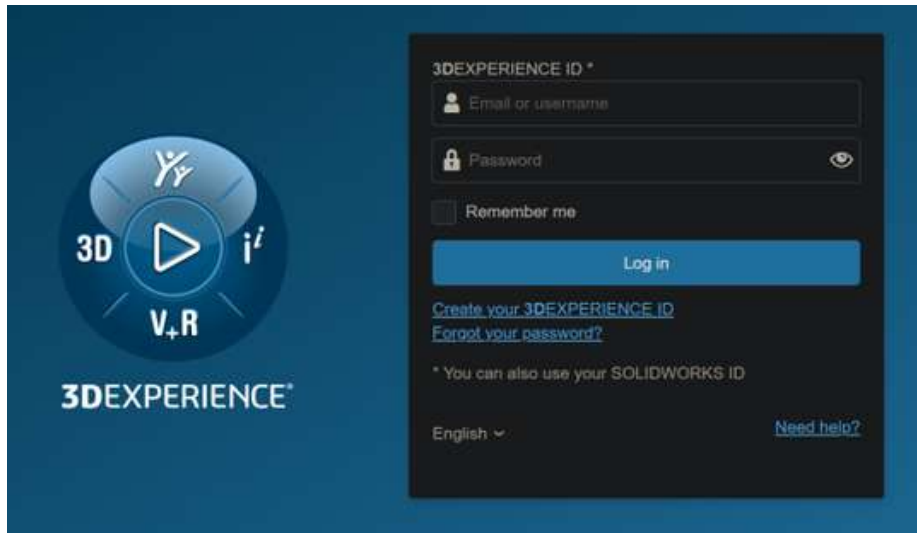 3D
i i
V+R
3DEXPERIENCE®
3DEXPERIENCE ID *
Email or username
Password
Remember me
Log in
Create your 3DEXPERIENCE ID
Forgot your password?
* You can also use your SOLIDWORKS ID
English
Need help?